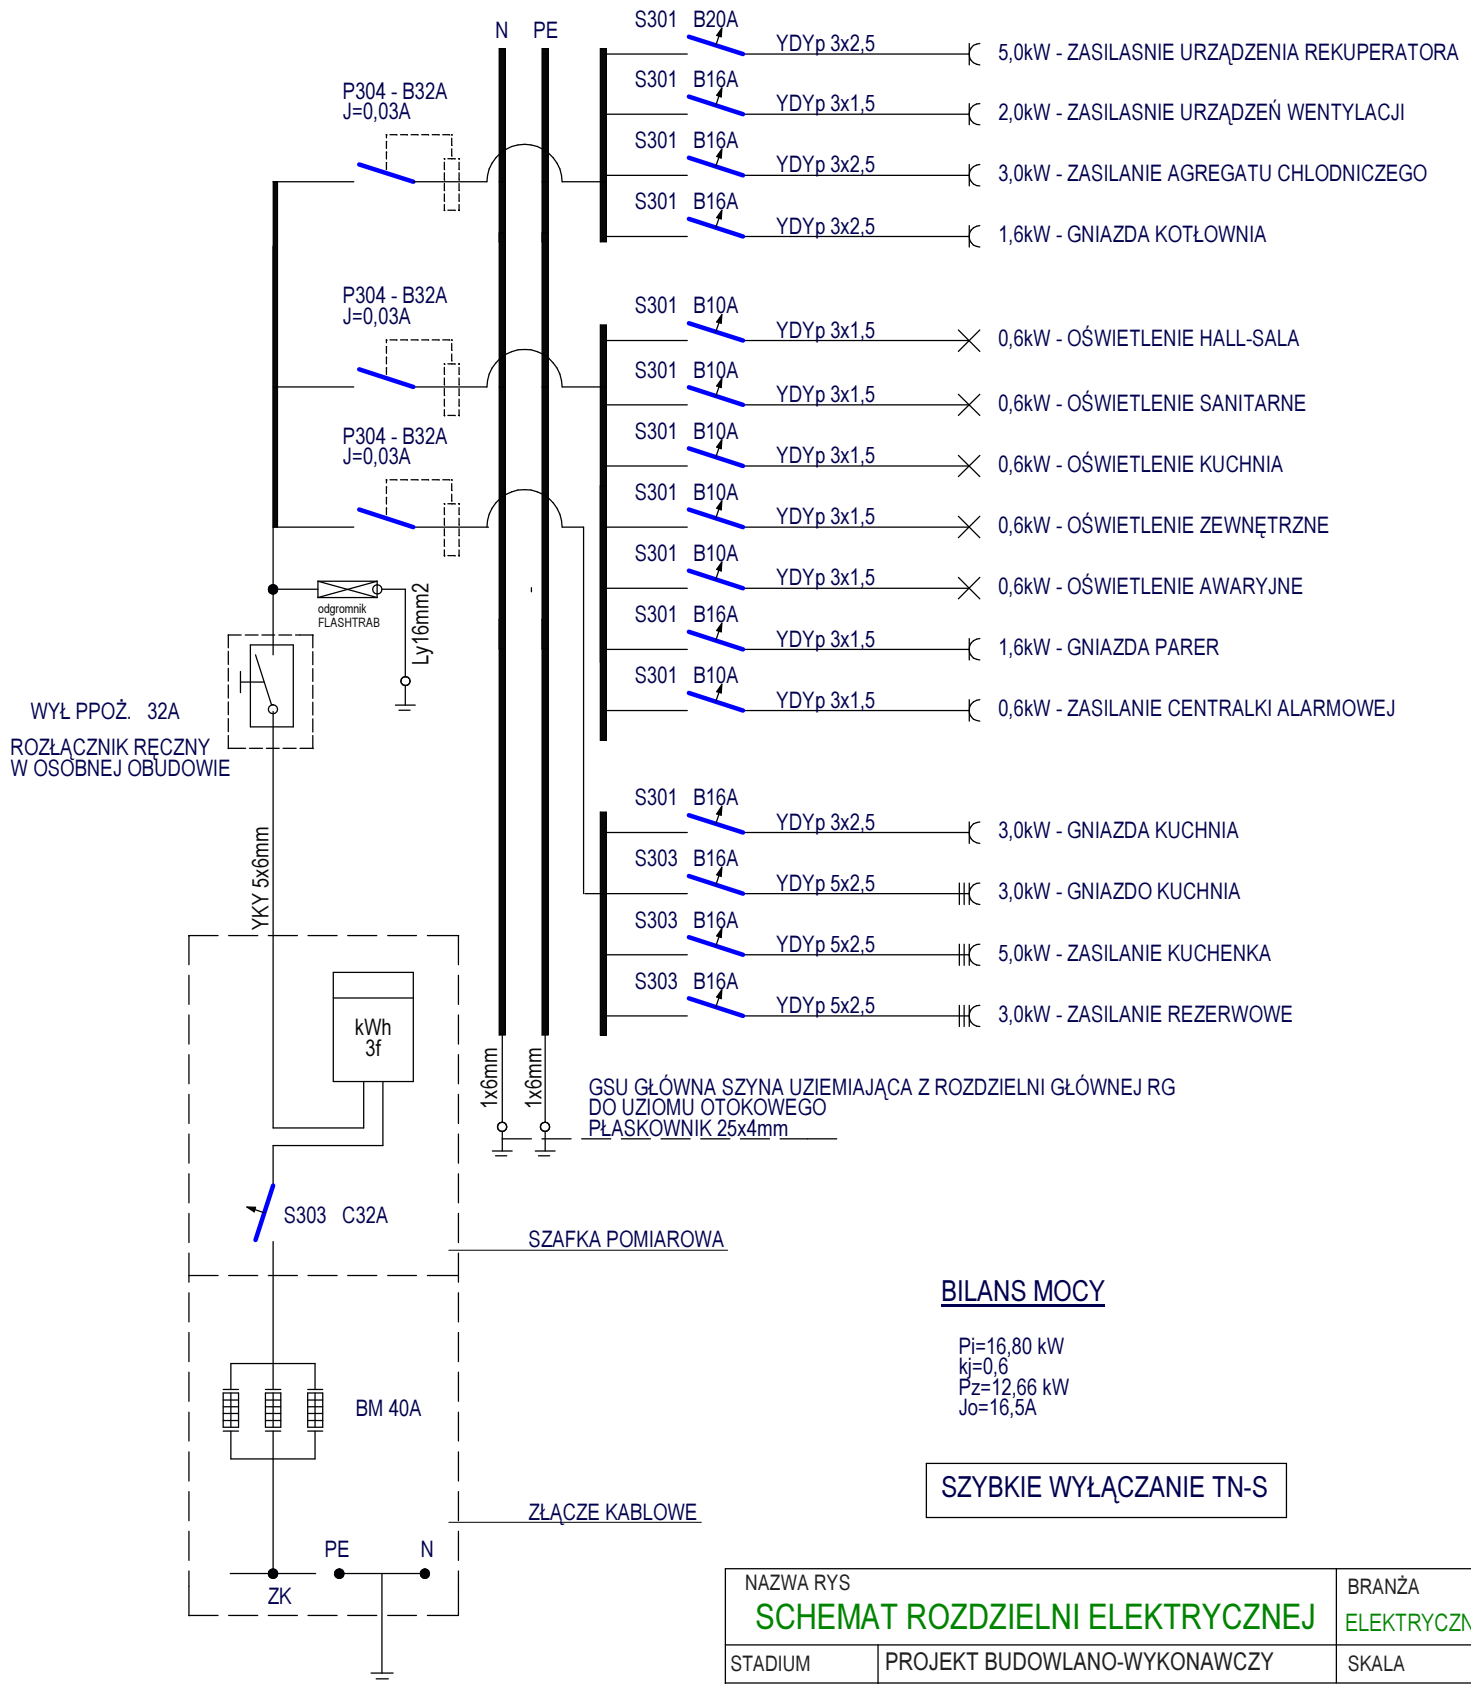 N PE
P304 - B32A
J=0,03A
S301 B20A YDYp 3x2,5 5,0kW - ZASILASNIE URZĄDZENIA REKUPERATORA
S301 B16A YDYp 3x1,5 2,0kW - ZASILASNIE URZĄDZEŃ WENTYLACJI
S301 B16A YDYp 3x2,5 3,0kW - ZASILANIE AGREGATU CHLODNICZEGO
S301 B16A YDYp 3x2,5 1,6kW - GNIAZDA KOTŁOWNIA
P304 - B32A
J=0,03A
S301 B10A YDYp 3x1,5 0,6kW - OŚWIETLENIE HALL-SALA
S301 B10A YDYp 3x1,5 0,6kW - OŚWIETLENIE SANITARNE
P304 - B32A
J=0,03A
S301 B10A YDYp 3x1,5 0,6kW - OŚWIETLENIE KUCHNIA
S301 B10A YDYp 3x1,5 0,6kW - OŚWIETLENIE ZEWNĘTRZNE
S301 B10A YDYp 3x1,5 0,6kW - OŚWIETLENIE AWARYJNE
S301 B16A YDYp 3x1,5 1,6kW - GNIAZDA PARER
S301 B10A YDYp 3x1,5 0,6kW - ZASILANIE CENTRALKI ALARMOWEJ
odgromnik
FLASHTRAB
Ly16mm2
WYŁ PPOŻ. 32A
ROZŁĄCZNIK RĘCZNY
W OSOBNEJ OBUDOWIE
S301 B16A YDYp 3x2,5 3,0kW - GNIAZDA KUCHNIA
S303 B16A YDYp 5x2,5 3,0kW - GNIAZDO KUCHNIA
S303 B16A YDYp 5x2,5 5,0kW - ZASILANIE KUCHENKA
S303 B16A YDYp 5x2,5 3,0kW - ZASILANIE REZERWOWE
YKY 5x6mm
kWh
3f
1x6mm
1x6mm
GSU GŁÓWNA SZYNA UZIEMIAJĄCA Z ROZDZIELNI GŁÓWNEJ RG
DO UZIOMU OTOKOWEGO
PŁASKOWNIK 25x4mm
S303 C32A
SZAFKA POMIAROWA
BILANS MOCY
Pi=16,80 kW
kj=0,6
Pz=12,66 kW
Jo=16,5A
BM 40A
SZYBKIE WYŁĄCZANIE TN-S
ZŁĄCZE KABLOWE
PE N
ZK
NAZWA RYS
SCHEMAT ROZDZIELNI ELEKTRYCZNEJ
BRANŻA
ELEKTRYCZN
STADIUM PROJEKT BUDOWLANO-WYKONAWCZY
SKALA